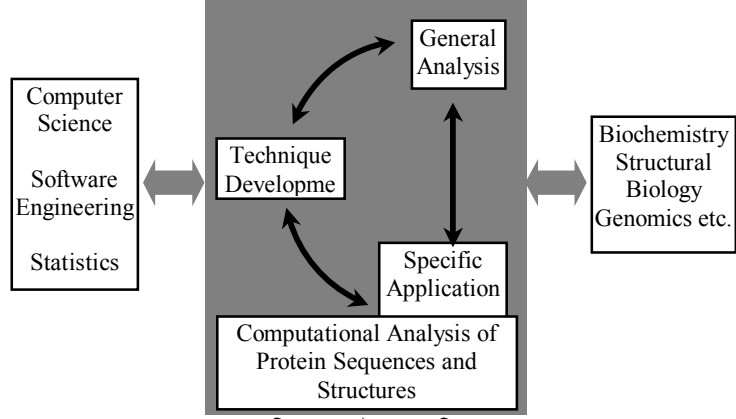 Computer
Science
Software
Engineering
Statistics
General
Analysis
Technique
Developme
Specific
Application
Computational Analysis of
Protein Sequences and
Structures
Biochemistry
Structural
Biology
Genomics etc.